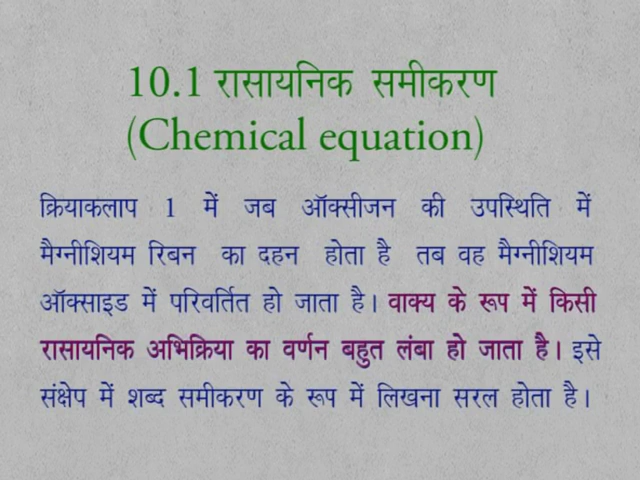 10.1 रासायनिक समीकरण
(Chemical equation)
क्रियाकलाप 1 में जब ऑक्सीजन की उपस्थिति में
मैग्नीशियम रिबन का दहन होता है तब वह मैग्नीशियम
ऑक्साइड में परिवर्तित हो जाता है। वाक्य के रूप में किसी
रासायनिक अभिक्रिया का वर्णन बहुत लंबा हो जाता है। इसे
संक्षेप में शब्द समीकरण के रूप में लिखना सरल होता है।